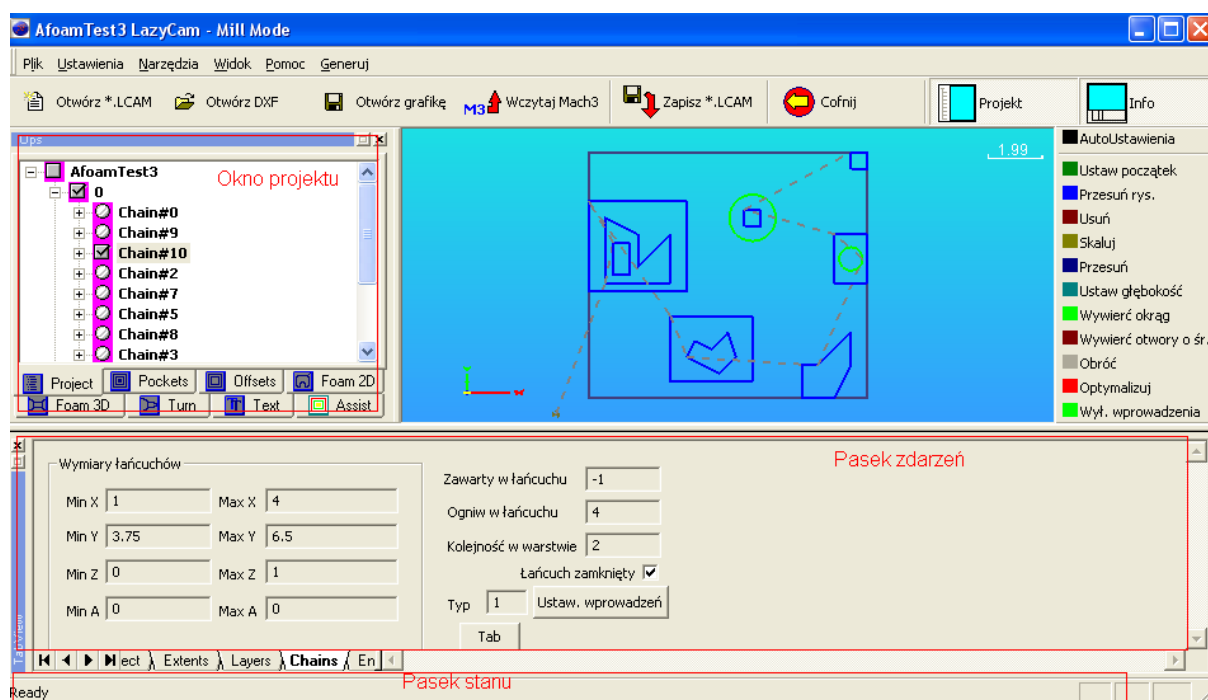 AfoamTest3 LazyCam - Mill Mode
Plik Ustawienia Narzędzia Widok Pomoc Generuj
Otwórz *.LCAM Otwórz DXF Otwórz grafikę M3 Wczytaj Mach3 Zapisz *.LCAM Cofnij Projekt Info
Ops
AfoamTest3
Okno projektu
0
Chain#0
Chain#9
Chain#10
Chain#2
Chain#7
Chain#5
Chain#8
Chain#3
Project Pockets Offsets Foam 2D
Foam 3D Turn Text Assist
1.99
AutoUstawienia
Ustaw początek
Przesuń rys.
Usuń
Skaluj
Przesuń
Ustaw głębokość
Wywierć okrąg
Wywierć otwory o śr.
Obróć
Optymalizuj
Wył. wprowadzenia
Pasek zdarzeń
Wymiary łańcuchów
Min X 1 Max X 4
Min Y 3.75 Max Y 6.5
Min Z 0 Max Z 1
Min A 0 Max A 0
Zawarty w łańcuchu -1
Ogniw w łańcuchu 4
Kolejność w warstwie 2
Łańcuch zamknięty
Typ 1 Ustaw. wprowadzeń
Tab
TabView
ect Extents Layers Chains En
Pasek stanu
Ready